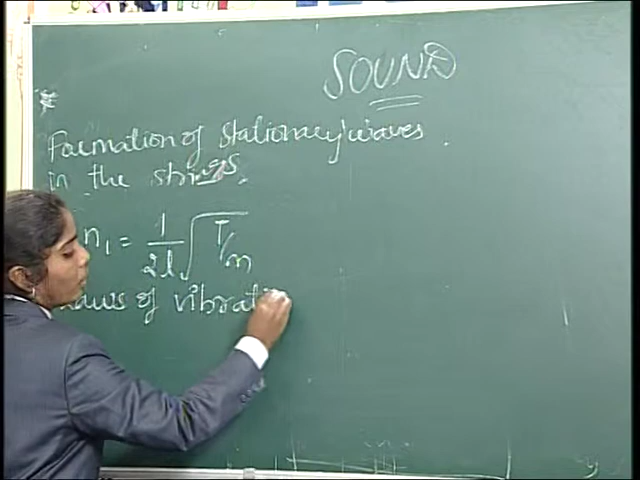 SOUND
Formation of stationary waves
in the strings.
n₁ = 1/2l √T/m
Laws of vibrati